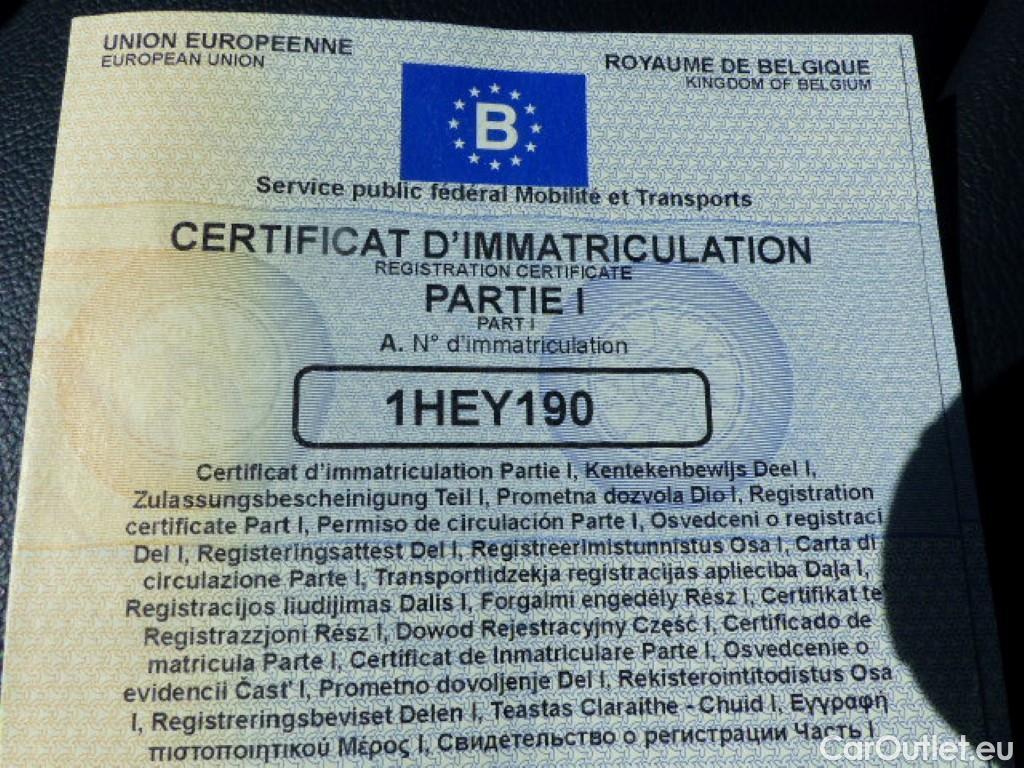 UNION EUROPEENNE
EUROPEAN UNION
ROYAUME DE BELGIQUE
KINGDOM OF BELGIUM
B
Service public fédéral Mobilité et Transports
CERTIFICAT D'IMMATRICULATION
REGISTRATION CERTIFICATE
PARTIE I
PART I
A. N° d'immatriculation
1HEY190
Certificat d'immatriculation Partie I, Kentekenbewijs Deel I,
Zulassungsbescheinigung Teil I, Prometna dozvola Dio I, Registration
certificate Part I, Permiso de circulación Parte I, Osvedceni o registraci
Del I, Registeringsattest Del I, Registreerimistunnistus Osa I, Carta di
circulazione Parte I, Transportlidzekja registracijas aplieciba Daļa I,
Registracijos liudijimas Dalis I, Forgalmi engedély Rész I, Certifikat te
Registrazzjoni Rész I, Dowod Rejestracyjny Część I, Certificado de
matricula Parte I, Certificat de Inmatriculare Parte I, Osvedcenie o
evidencii Časť I, Prometno dovoljenje Del I, Rekisterointitodistus Osa
I, Registreringsbeviset Delen I, Teastas Claraithe - Chuid I, Εγγραφή
πιστοποιητικού Μέρος I, Свидетельство о регистрации Часть I
CarOutlet.eu